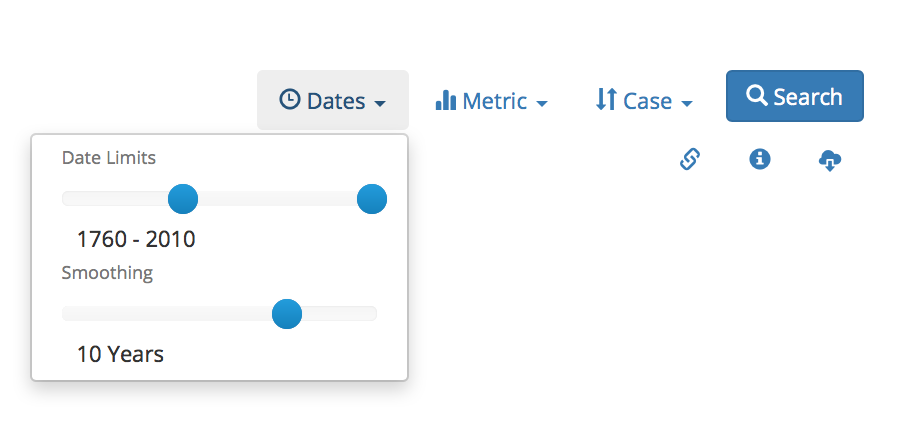 Dates
Metric
Case
Search
Date Limits
1760 - 2010
Smoothing
10 Years